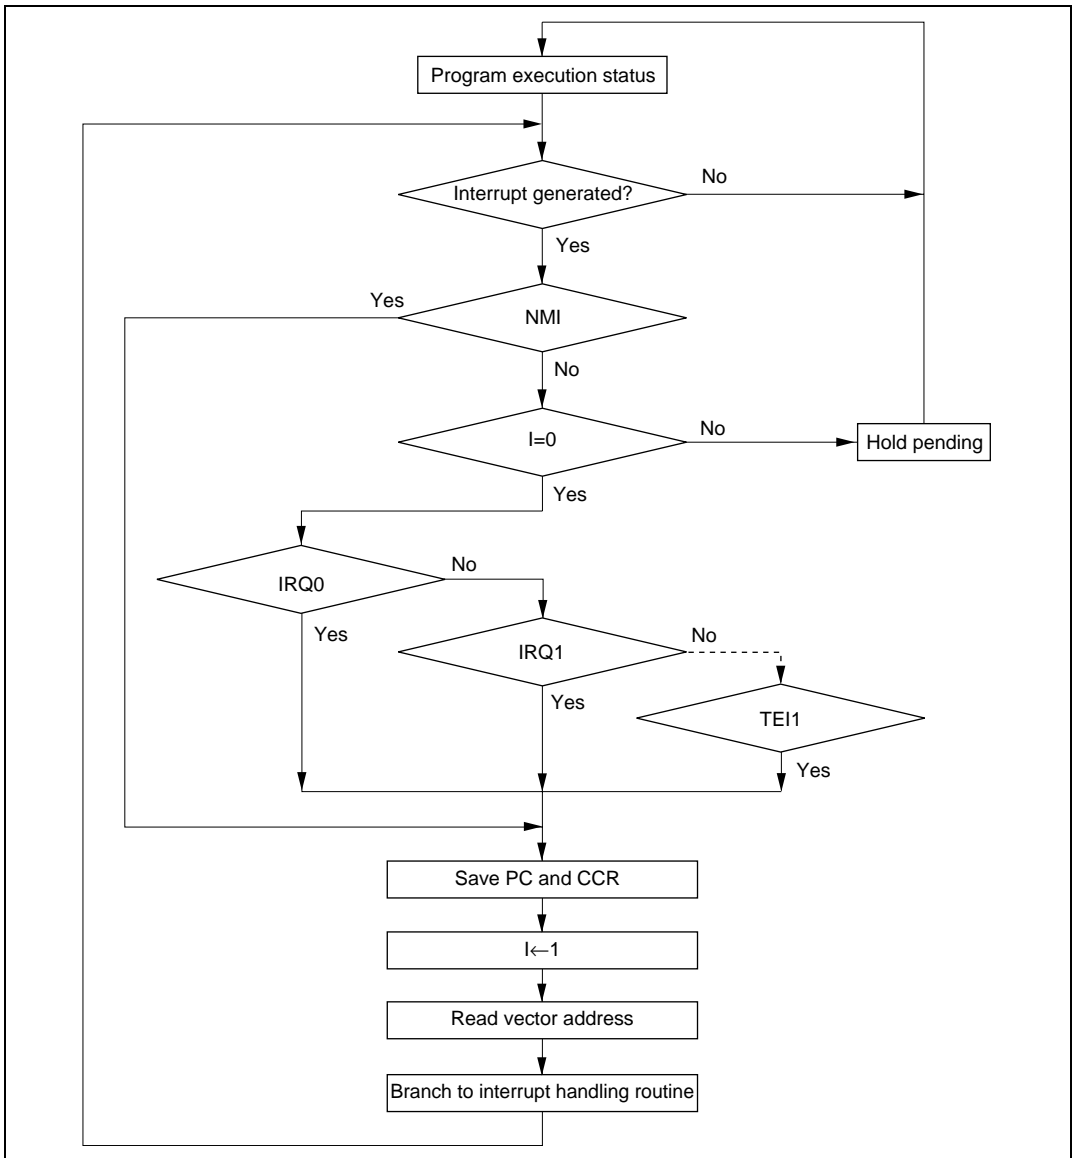 Program execution status
Interrupt generated?
No
Yes
Yes
NMI
No
I=0
No
Hold pending
Yes
IRQ0
No
Yes
IRQ1
No
Yes
TEI1
Yes
Save PC and CCR
I←1
Read vector address
Branch to interrupt handling routine